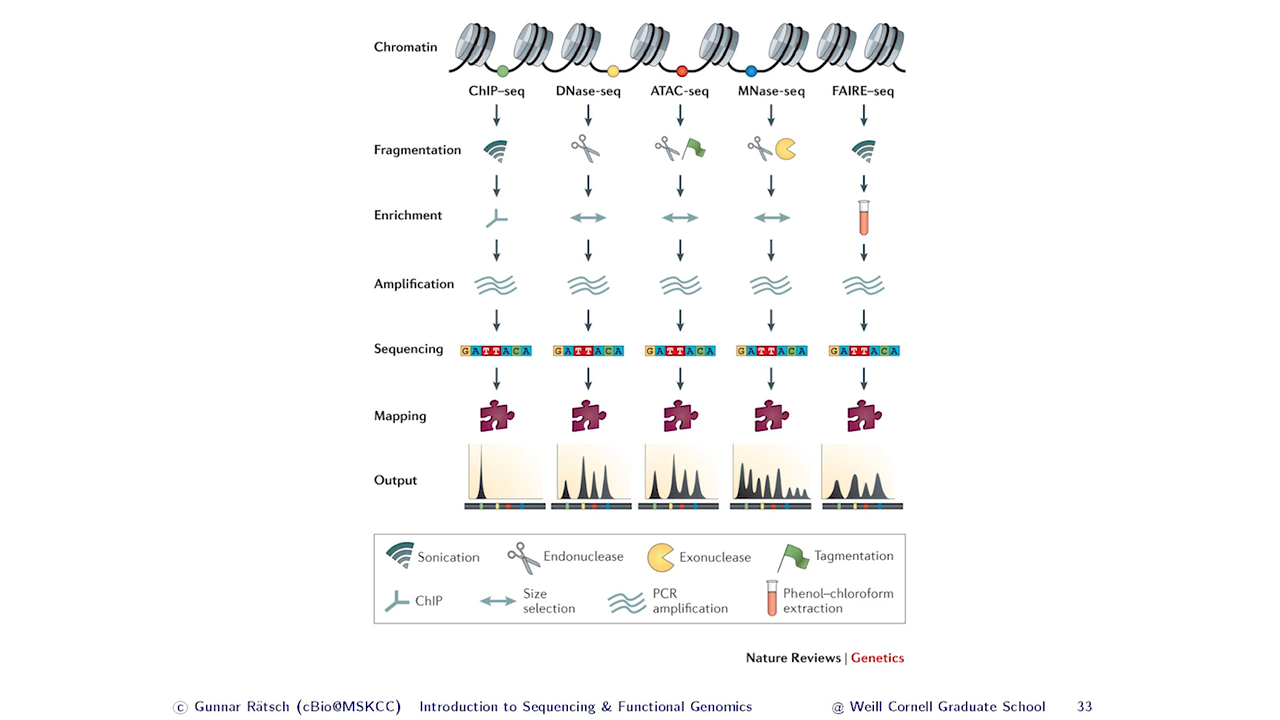 Chromatin
ChIP–seq DNase-seq ATAC-seq MNase-seq FAIRE–seq
Fragmentation
Enrichment
Amplification
Sequencing GATTACA GATTACA GATTACA GATTACA GATTACA
Mapping
Output
Sonication Endonuclease Exonuclease Tagmentation
ChIP Size selection PCR amplification Phenol–chloroform extraction
Nature Reviews | Genetics
© Gunnar Rätsch (cBio@MSKCC) Introduction to Sequencing & Functional Genomics @ Weill Cornell Graduate School 33